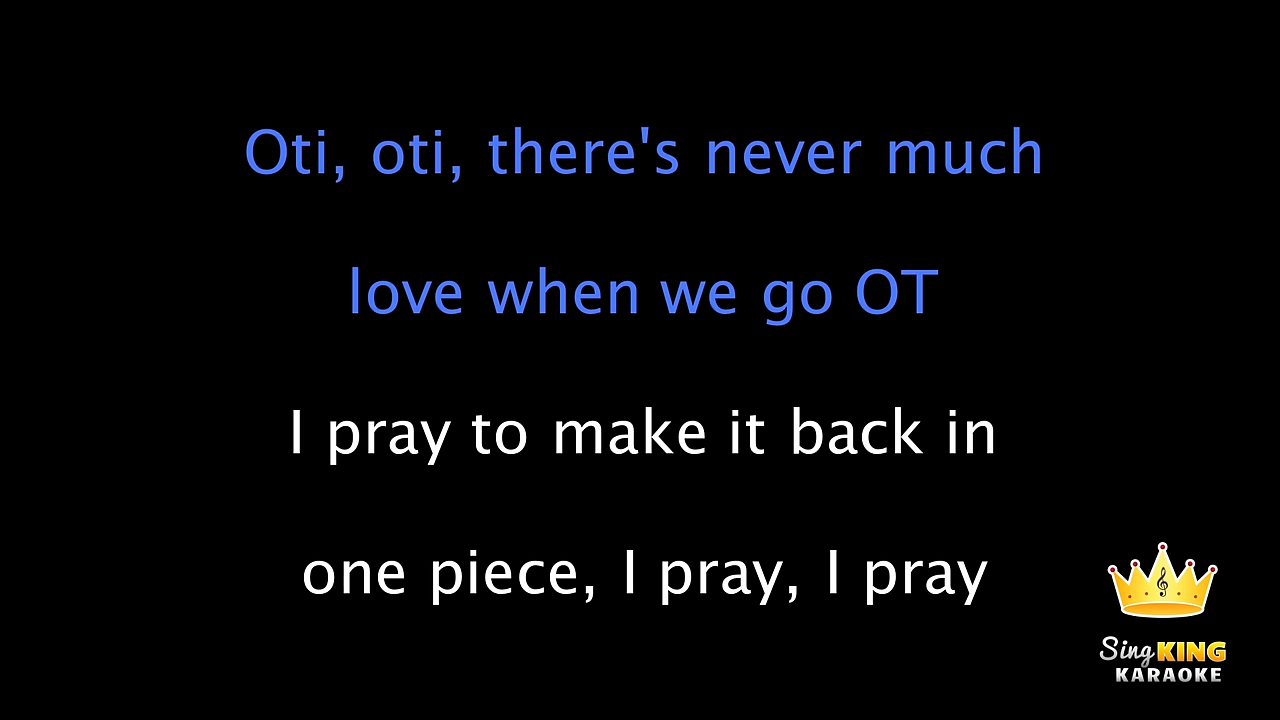 Oti, oti, there's never much
love when we go OT
I pray to make it back in
one piece, I pray, I pray
Sing KING
KARAOKE